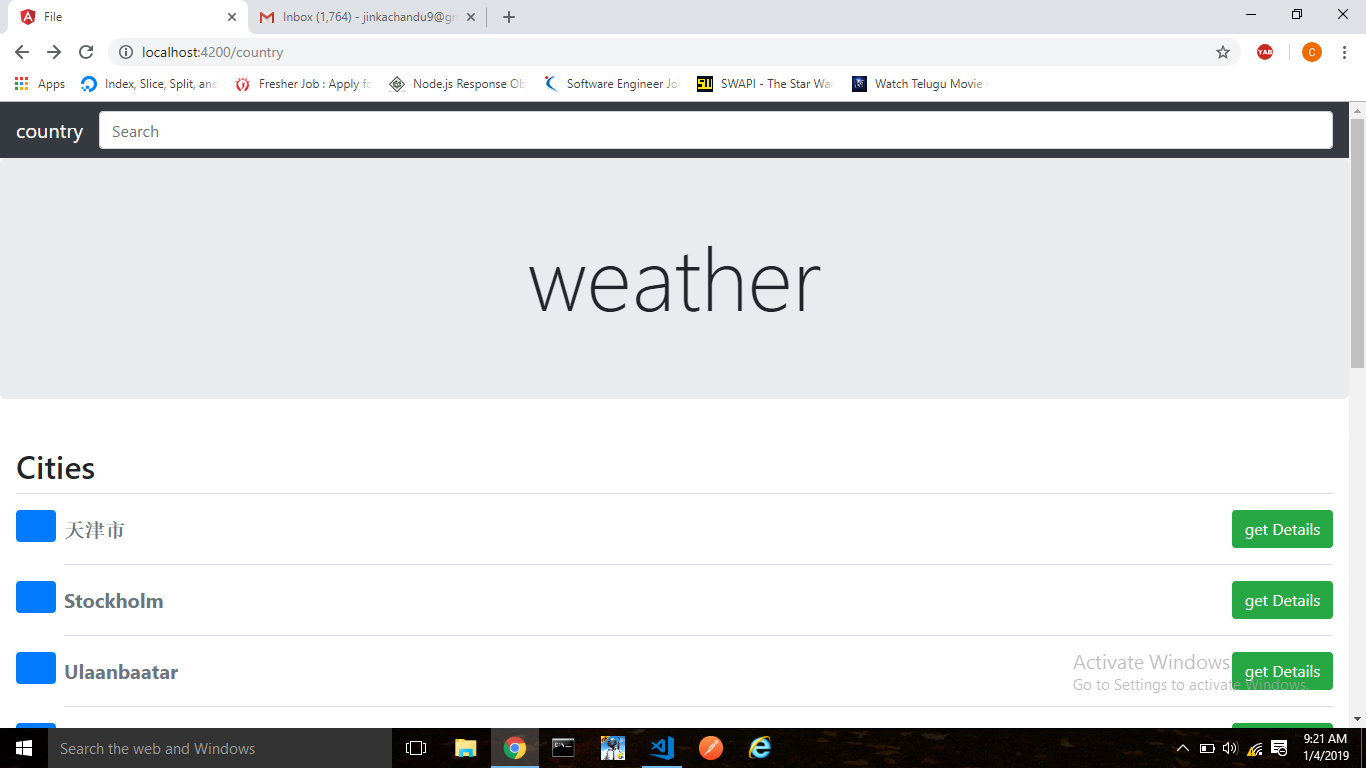 File
Inbox (1,764) - jinkachandu9@gm
localhost:4200/country
Apps
Index, Slice, Split, and
Fresher Job : Apply fo
Node.js Response Ob
Software Engineer Jo
SWAPI - The Star War
Watch Telugu Movie
YAB
C
country
Search
weather
Cities
天津市
get Details
Stockholm
get Details
Ulaanbaatar
get Details
Activate Windows
Go to Settings to activate Windows.
Search the web and Windows
9:21 AM
1/4/2019